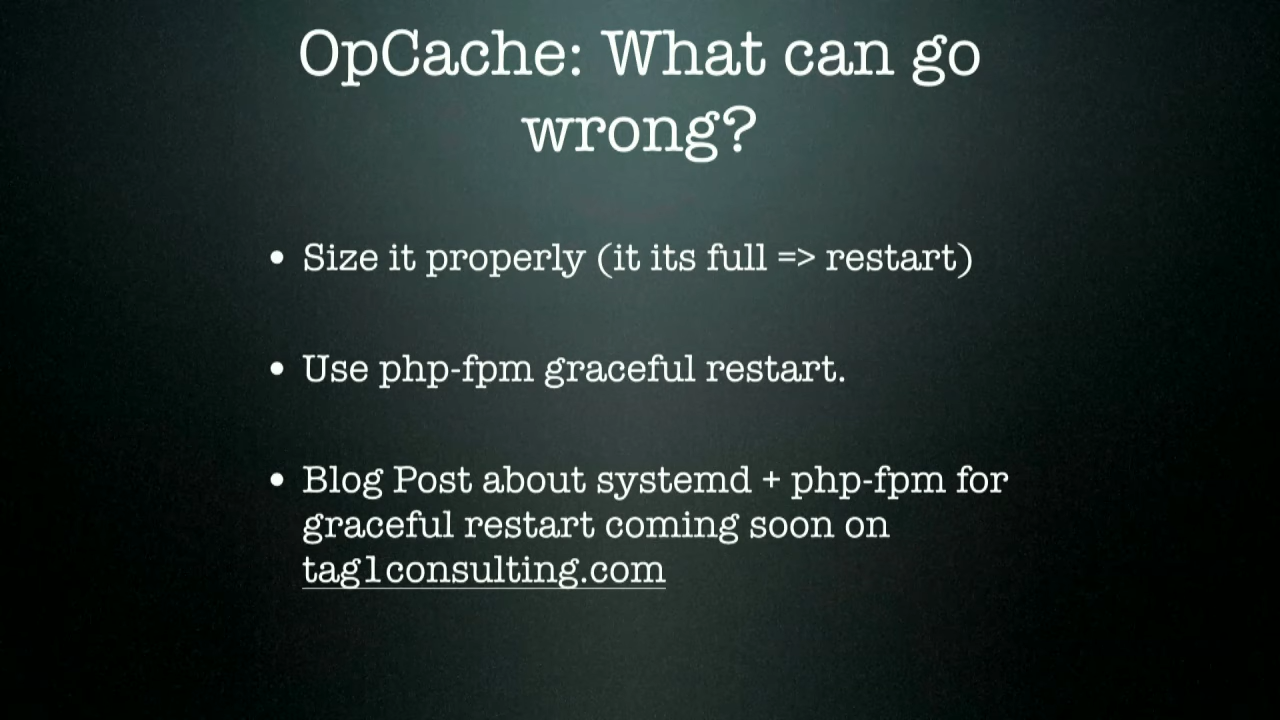 OpCache: What can go
wrong?
• Size it properly (it its full => restart)
• Use php-fpm graceful restart.
• Blog Post about systemd + php-fpm for
graceful restart coming soon on
tag1consulting.com